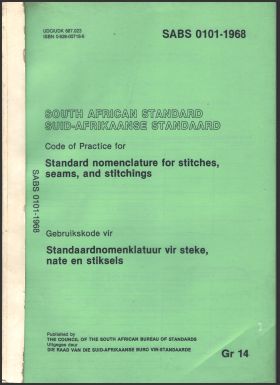 UDC/UDK 687.023
ISBN 0-626-05715-6
SABS 0101-1968
SOUTH AFRICAN STANDARD
SUID-AFRIKAANSE STANDAARD
Code of Practice for
Standard nomenclature for stitches,
seams, and stitchings
SABS 0101-1968
Gebruikskode vir
Standaardnomenklatuur vir steke,
nate en stiksels
Published by
THE COUNCIL OF THE SOUTH AFRICAN BUREAU OF STANDARDS
Uitgegee deur
DIE RAAD VAN DIE SUID-AFRIKAANSE BURO VIR STANDAARDE
Gr 14